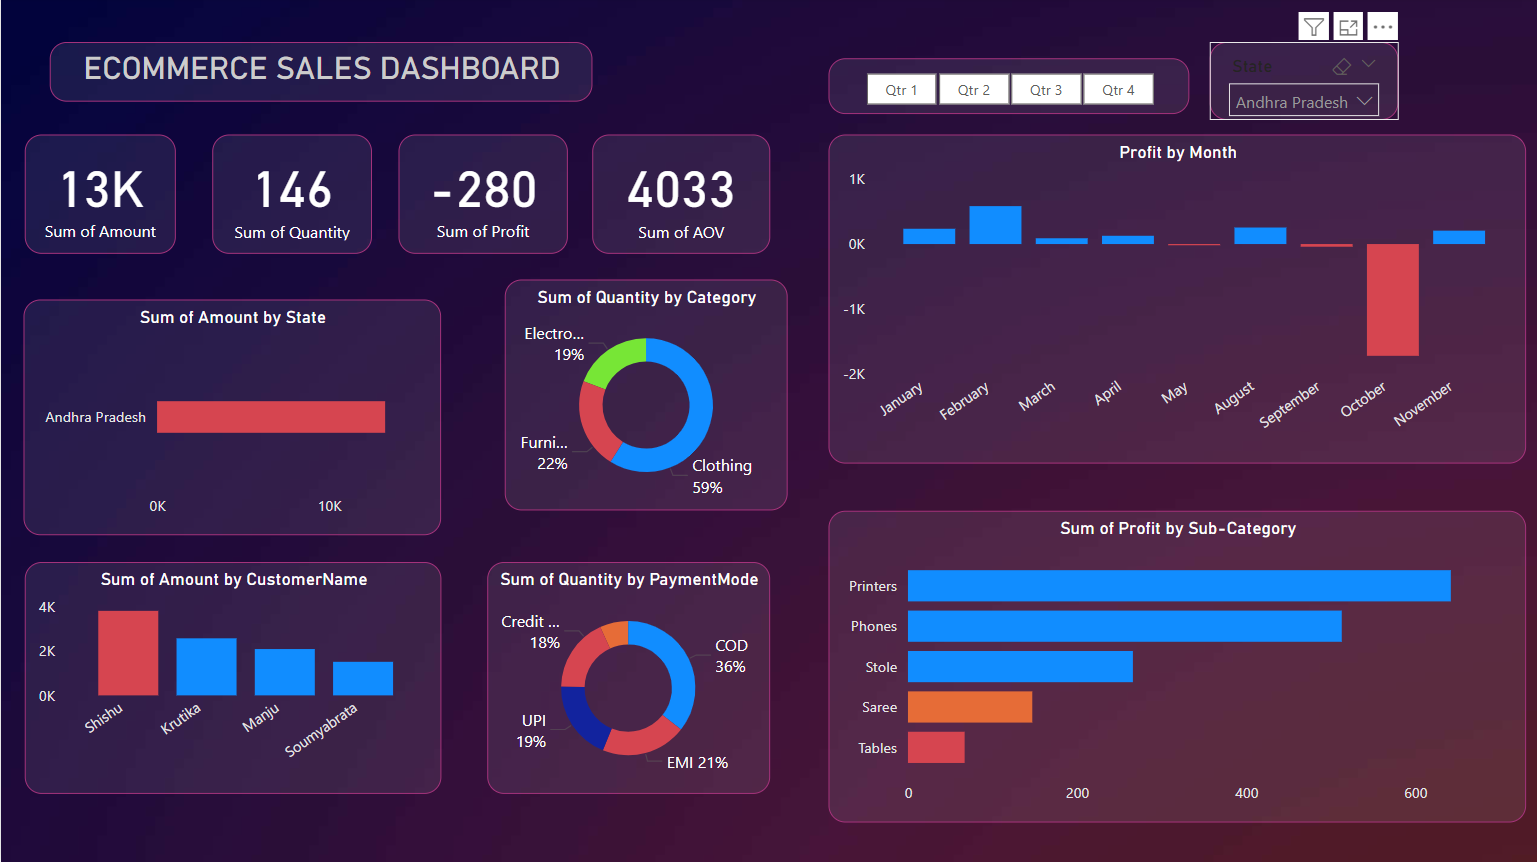 ECOMMERCE SALES DASHBOARD
Qtr 1
Qtr 2
Qtr 3
Qtr 4
State
Andhra Pradesh
13K
Sum of Amount
146
Sum of Quantity
-280
Sum of Profit
4033
Sum of AOV
Profit by Month
1K
0K
-1K
-2K
January
February
March
April
May
August
September
October
November
Sum of Amount by State
Andhra Pradesh
0K
10K
Sum of Quantity by Category
Electro...
19%
Furni...
22%
Clothing
59%
Sum of Amount by CustomerName
4K
2K
0K
Shishu
Krutika
Manju
Soumyabrata
Sum of Quantity by PaymentMode
Credit ...
18%
COD
36%
UPI
19%
EMI 21%
Sum of Profit by Sub-Category
Printers
Phones
Stole
Saree
Tables
0
200
400
600